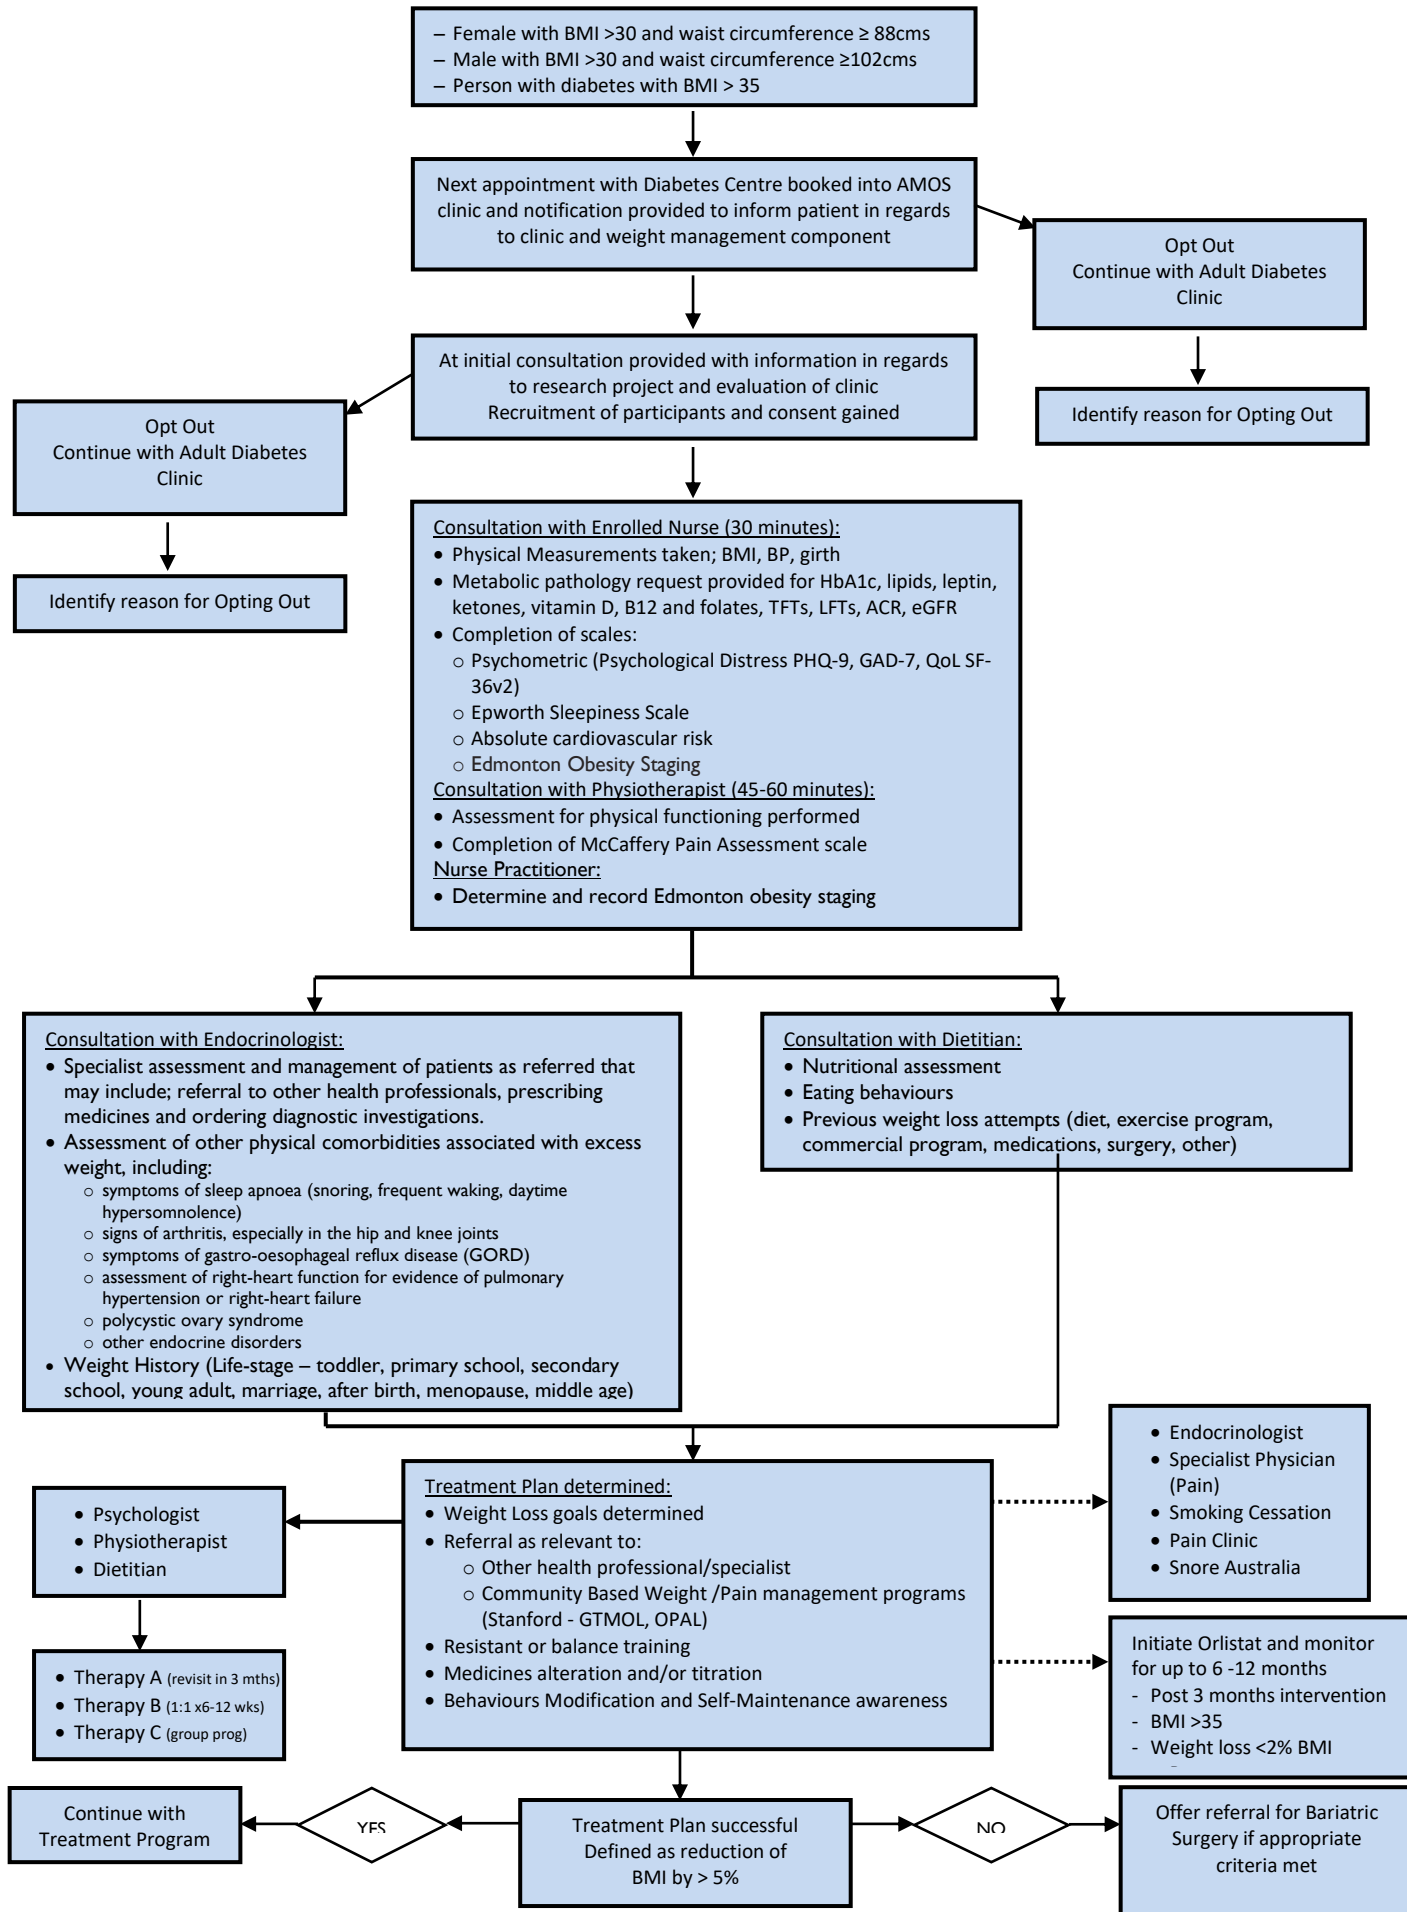 – Female with BMI >30 and waist circumference ≥ 88cms
– Male with BMI >30 and waist circumference ≥102cms
– Person with diabetes with BMI > 35
Next appointment with Diabetes Centre booked into AMOS
clinic and notification provided to inform patient in regards
to clinic and weight management component
Opt Out
Continue with Adult Diabetes
Clinic
Identify reason for Opting Out
At initial consultation provided with information in regards
to research project and evaluation of clinic
Recruitment of participants and consent gained
Opt Out
Continue with Adult Diabetes
Clinic
Identify reason for Opting Out
Consultation with Enrolled Nurse (30 minutes):
• Physical Measurements taken; BMI, BP, girth
• Metabolic pathology request provided for HbA1c, lipids, leptin,
ketones, vitamin D, B12 and folates, TFTs, LFTs, ACR, eGFR
• Completion of scales:
o Psychometric (Psychological Distress PHQ-9, GAD-7, QoL SF-
36v2)
o Epworth Sleepiness Scale
o Absolute cardiovascular risk
o Edmonton Obesity Staging
Consultation with Physiotherapist (45-60 minutes):
• Assessment for physical functioning performed
• Completion of McCaffery Pain Assessment scale
Nurse Practitioner:
• Determine and record Edmonton obesity staging
Consultation with Endocrinologist:
• Specialist assessment and management of patients as referred that
may include; referral to other health professionals, prescribing
medicines and ordering diagnostic investigations.
• Assessment of other physical comorbidities associated with excess
weight, including:
o symptoms of sleep apnoea (snoring, frequent waking, daytime
hypersomnolence)
o signs of arthritis, especially in the hip and knee joints
o symptoms of gastro-oesophageal reflux disease (GORD)
o assessment of right-heart function for evidence of pulmonary
hypertension or right-heart failure
o polycystic ovary syndrome
o other endocrine disorders
• Weight History (Life-stage – toddler, primary school, secondary
school, young adult, marriage, after birth, menopause, middle age)
Consultation with Dietitian:
• Nutritional assessment
• Eating behaviours
• Previous weight loss attempts (diet, exercise program,
commercial program, medications, surgery, other)
Treatment Plan determined:
• Weight Loss goals determined
• Referral as relevant to:
o Other health professional/specialist
o Community Based Weight /Pain management programs
(Stanford - GTMOL, OPAL)
• Resistant or balance training
• Medicines alteration and/or titration
• Behaviours Modification and Self-Maintenance awareness
• Psychologist
• Physiotherapist
• Dietitian
• Therapy A (revisit in 3 mths)
• Therapy B (1:1 x6-12 wks)
• Therapy C (group prog)
• Endocrinologist
• Specialist Physician
(Pain)
• Smoking Cessation
• Pain Clinic
• Snore Australia
Initiate Orlistat and monitor
for up to 6 -12 months
- Post 3 months intervention
- BMI >35
- Weight loss <2% BMI
Treatment Plan successful
Defined as reduction of
BMI by > 5%
YES
Continue with
Treatment Program
NO
Offer referral for Bariatric
Surgery if appropriate
criteria met